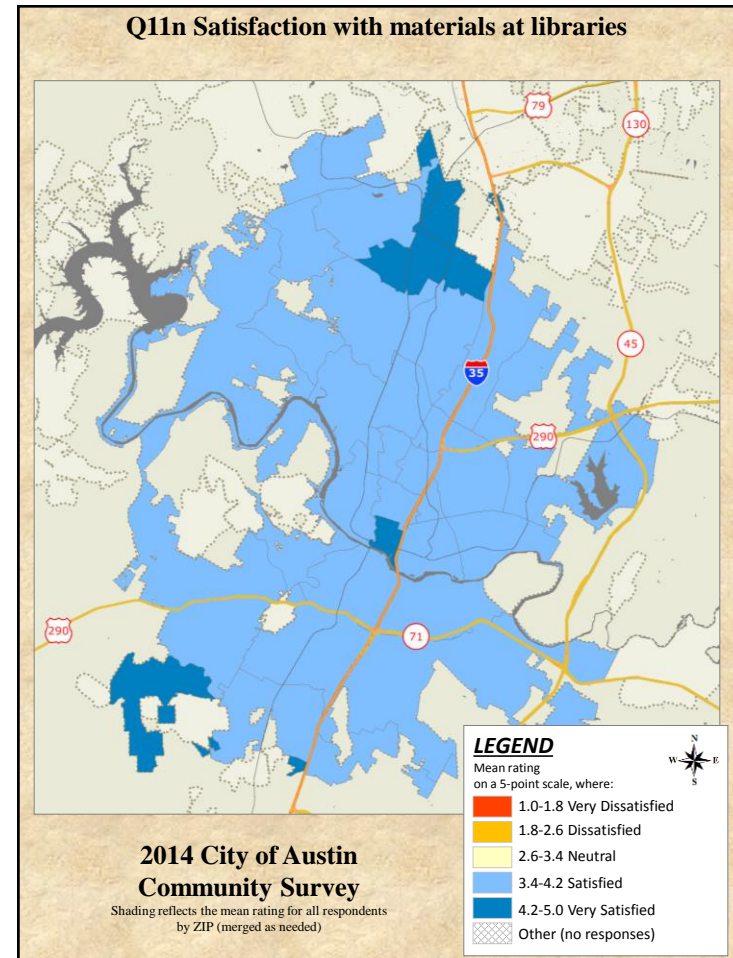 Q11n Satisfaction with materials at libraries
79
130
45
35
290
290
71
LEGEND
Mean rating
on a 5-point scale, where:
N
W E
S
1.0-1.8 Very Dissatisfied
1.8-2.6 Dissatisfied
2.6-3.4 Neutral
3.4-4.2 Satisfied
4.2-5.0 Very Satisfied
Other (no responses)
2014 City of Austin
Community Survey
Shading reflects the mean rating for all respondents
by ZIP (merged as needed)